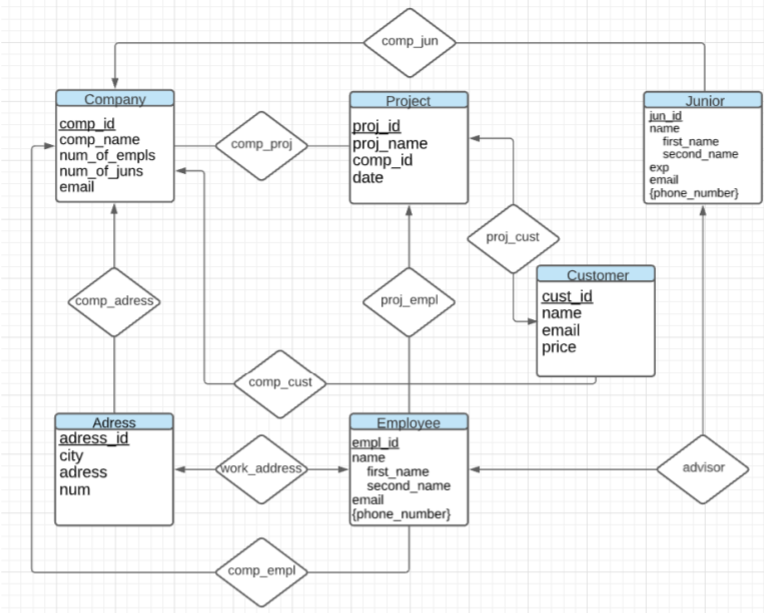 comp_jun
Company
comp_id
comp_name
num_of_empls
num_of_juns
email
comp_proj
Project
proj_id
proj_name
comp_id
date
Junior
jun_id
name
first_name
second_name
exp
email
{phone_number}
proj_cust
Customer
cust_id
name
email
price
comp_adress
proj_empl
comp_cust
Adress
adress_id
city
adress
num
work_address
Employee
empl_id
name
first_name
second_name
email
{phone_number}
advisor
comp_empl